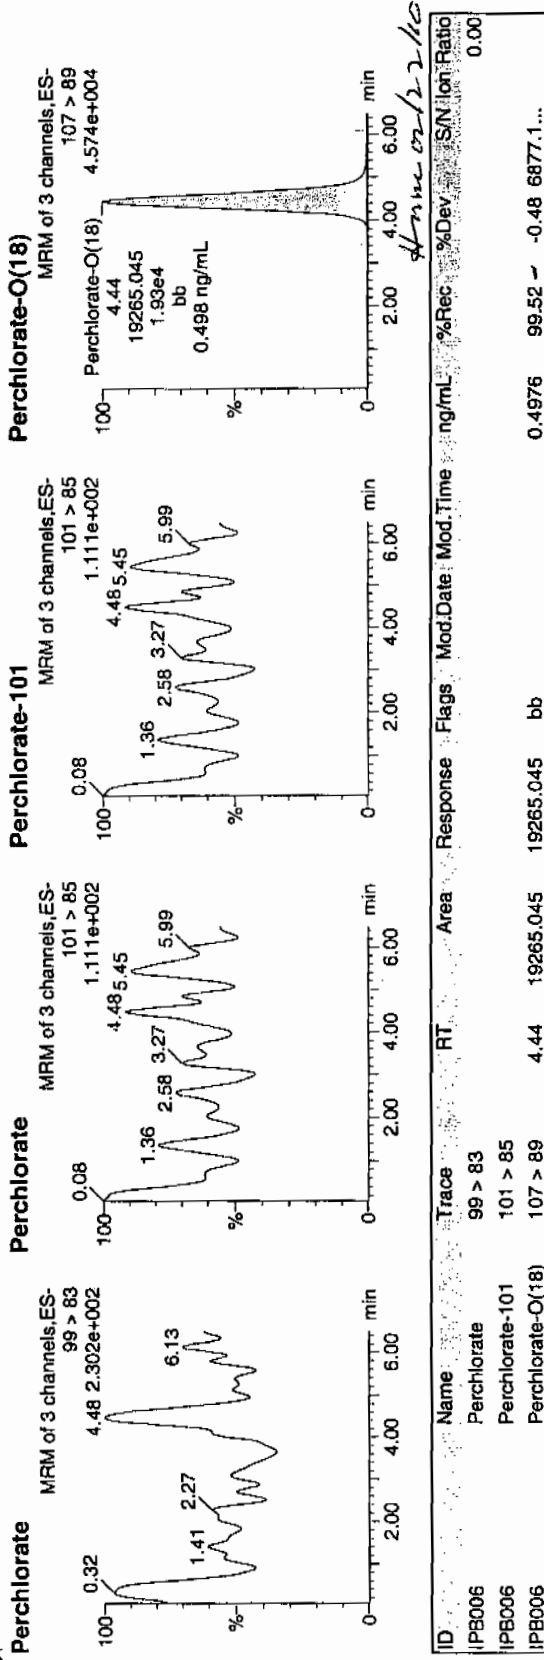 Perchlorate
MRM of 3 channels,ES-
99 > 83
2.302e+002
100
%
0
0.32
1.41
2.27
4.48
6.13
2.00
4.00
6.00
min
Perchlorate
MRM of 3 channels,ES-
101 > 85
1.111e+002
100
%
0
0.08
1.36
2.58
3.27
4.48
5.45
5.99
2.00
4.00
6.00
min
Perchlorate-101
MRM of 3 channels,ES-
101 > 85
1.111e+002
100
%
0
0.08
1.36
2.58
3.27
4.48
5.45
5.99
2.00
4.00
6.00
min
Perchlorate-O(18)
MRM of 3 channels,ES-
107 > 89
4.574e+004
100
%
0
Perchlorate-O(18)
4.44
19265.045
1.93e4
bb
0.498 ng/mL
2.00
4.00
6.00
min
ID Name Trace RT Area Response Flags Mod.Date Mod.Time ng/mL %Rec %Dev S/N Ion Ratio
IPB006 Perchlorate 99 > 83 0.00
IPB006 Perchlorate-101 101 > 85
IPB006 Perchlorate-O(18) 107 > 89 4.44 19265.045 19265.045 bb 0.4976 99.52 -0.48 6877.1...